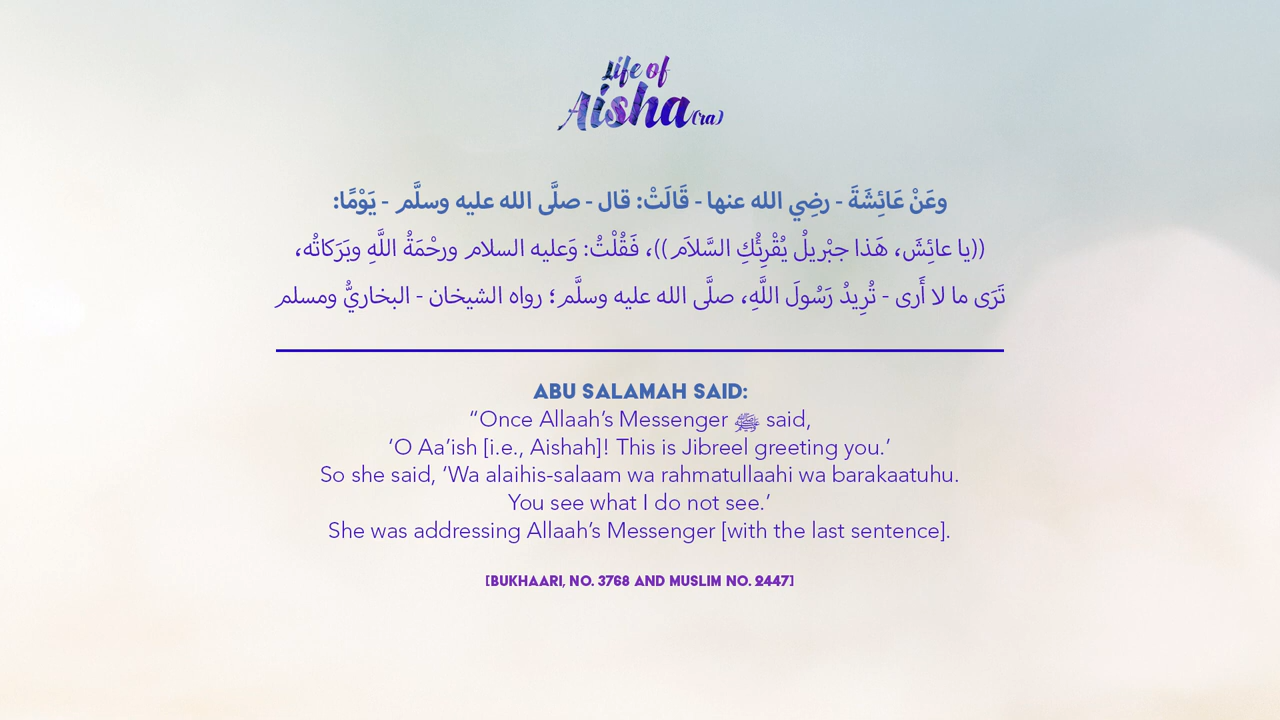 Life of
Aisha (ra)
وعَنْ عَائِشَةَ - رضِي الله عنها - قَالَتْ: قال - صلَّى الله عليه وسلَّم - يَوْمًا:
((يا عائِشَ، هَذا جبْريلُ يُقْرِئُكِ السَّلاَم))، فَقُلْتُ: وَعليه السلام ورحْمَةُ اللَّهِ وبَرَكاتُه،
تَرَى ما لا أَرى - تُرِيدُ رَسُولَ اللَّهِ، صلَّى الله عليه وسلَّم؛ رواه الشيخان - البخاريُّ ومسلم
ABU SALAMAH SAID:
“Once Allaah’s Messenger ﷺ said,
‘O Aa’ish [i.e., Aishah]! This is Jibreel greeting you.’
So she said, ‘Wa alaihis-salaam wa rahmatullaahi wa barakaatuhu.
You see what I do not see.’
She was addressing Allaah’s Messenger [with the last sentence].
[BUKHAARI, NO. 3768 AND MUSLIM NO. 2447]